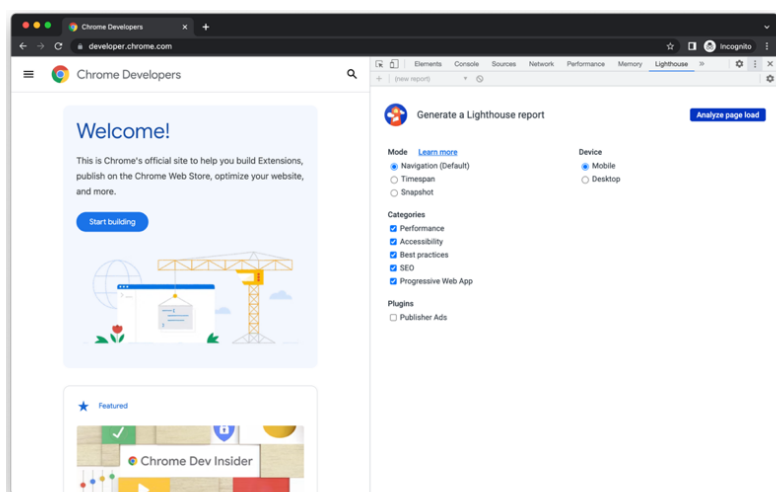 Chrome Developers
developer.chrome.com
Incognito
Chrome Developers
Welcome!
This is Chrome's official site to help you build Extensions,
publish on the Chrome Web Store, optimize your website,
and more.
Start building
Featured
Chrome Dev Insider
Elements Console Sources Network Performance Memory Lighthouse
(new report)
Generate a Lighthouse report
Analyze page load
Mode Learn more
Navigation (Default)
Timespan
Snapshot
Device
Mobile
Desktop
Categories
Performance
Accessibility
Best practices
SEO
Progressive Web App
Plugins
Publisher Ads